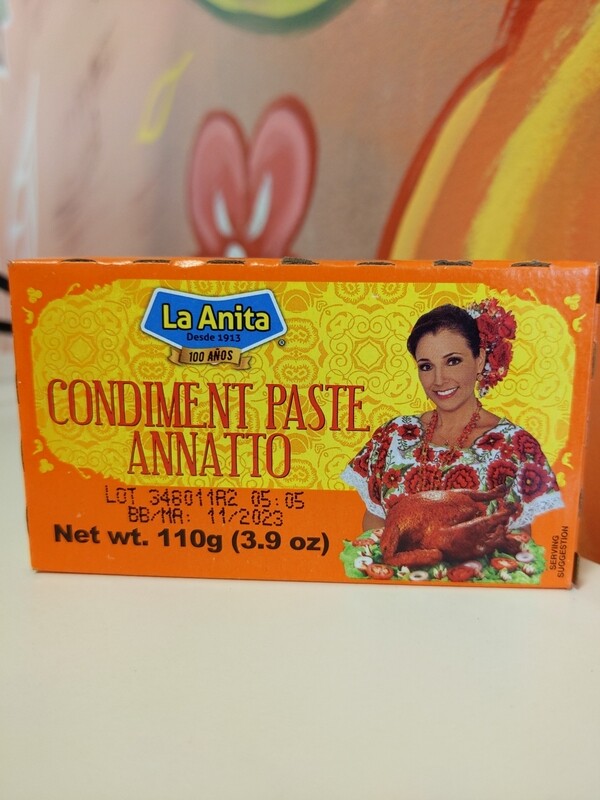 La Anita
Desde 1913
100 AÑOS
®
CONDIMENT PASTE
ANNATTO
LOT 348011A2 05:05
BB/MA: 11/2023
Net wt. 110g (3.9 oz)
SERVING
SUGGESTION